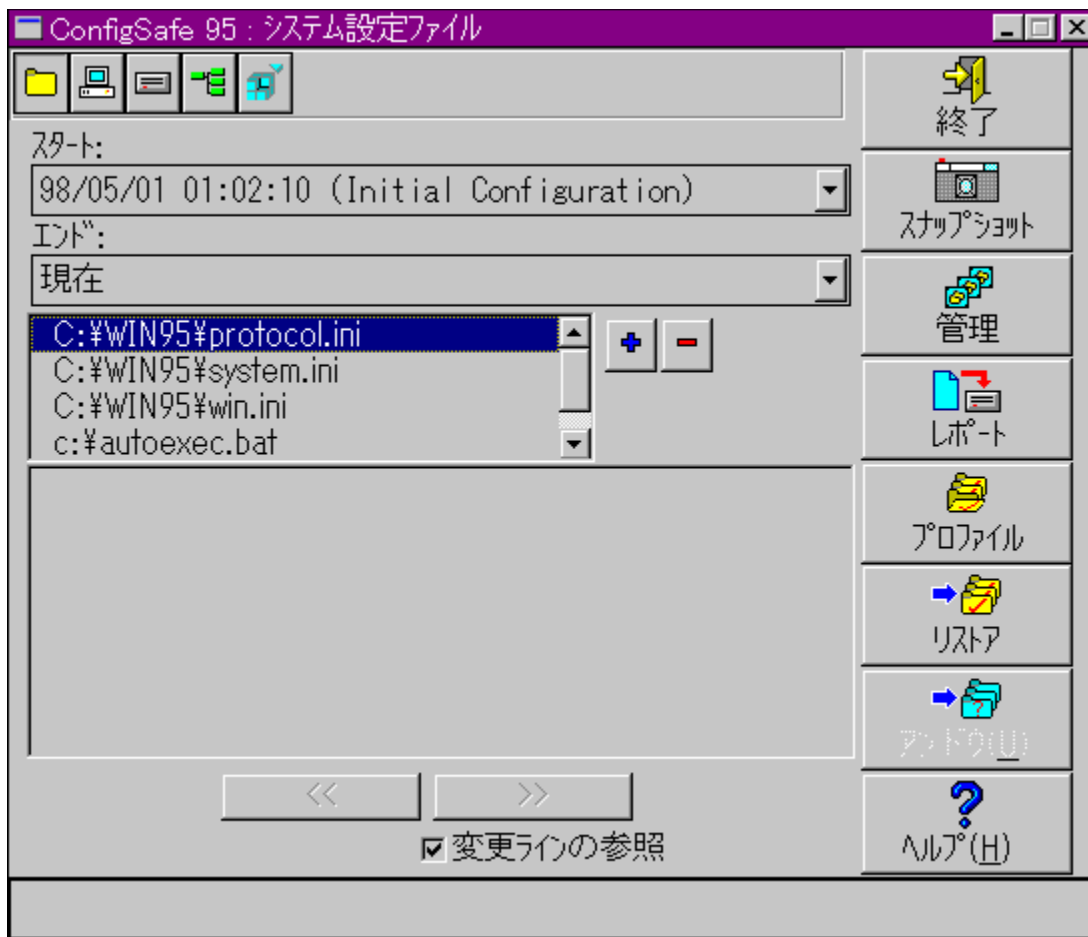 ConfigSafe 95 : システム設定ファイル
スタート:
98/05/01 01:02:10 (Initial Configuration)
エンド:
現在
C:¥WIN95¥protocol.ini
C:¥WIN95¥system.ini
C:¥WIN95¥win.ini
c:¥autoexec.bat
<<
>>
変更ラインの参照
終了
スナップショット
管理
レポート
プロファイル
リストア
アンドウ(U)
ヘルプ(H)